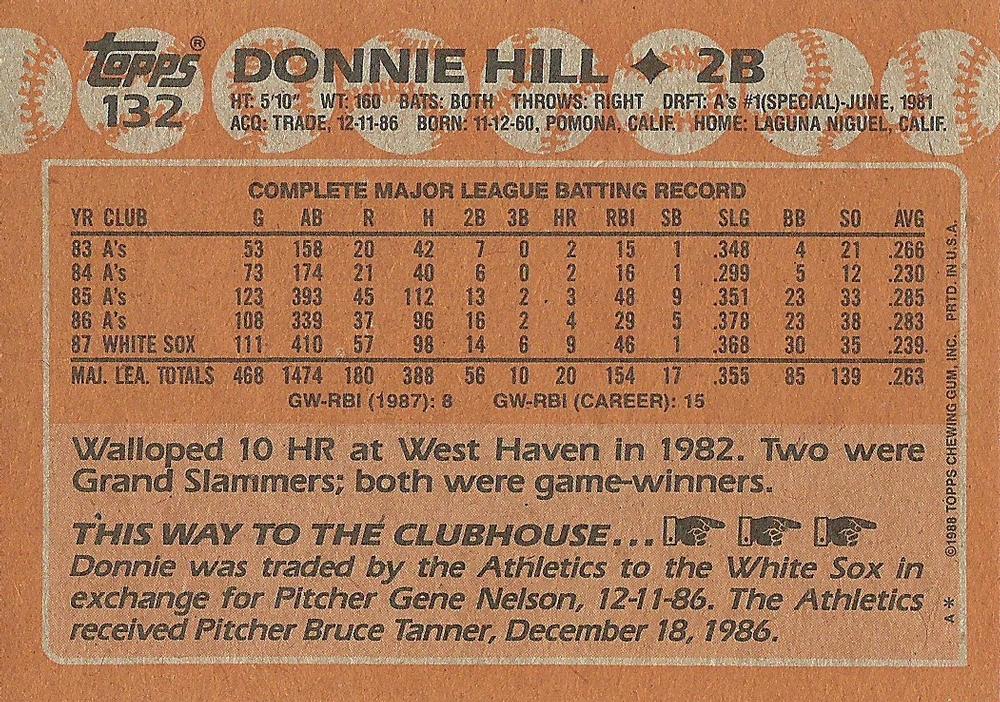 Topps®
132
DONNIE HILL ✦ 2B
HT: 5'10" WT: 160 BATS: BOTH THROWS: RIGHT DRFT: A's #1(SPECIAL)-JUNE, 1981
ACQ: TRADE, 12-11-86 BORN: 11-12-60, POMONA, CALIF. HOME: LAGUNA NIGUEL, CALIF.
COMPLETE MAJOR LEAGUE BATTING RECORD
YR CLUB G AB R H 2B 3B HR RBI SB SLG BB SO AVG
83 A's 53 158 20 42 7 0 2 15 1 .348 4 21 .266
84 A's 73 174 21 40 6 0 2 16 1 .299 5 12 .230
85 A's 123 393 45 112 13 2 3 48 9 .351 23 33 .285
86 A's 108 339 37 96 16 2 4 29 5 .378 23 38 .283
87 WHITE SOX 111 410 57 98 14 6 9 46 1 .368 30 35 .239
MAJ. LEA. TOTALS 468 1474 180 388 56 10 20 154 17 .355 85 139 .263
GW-RBI (1987): 8 GW-RBI (CAREER): 15
Walloped 10 HR at West Haven in 1982. Two were
Grand Slammers; both were game-winners.
THIS WAY TO THE CLUBHOUSE...
Donnie was traded by the Athletics to the White Sox in
exchange for Pitcher Gene Nelson, 12-11-86. The Athletics
received Pitcher Bruce Tanner, December 18, 1986.
A * ©1988 TOPPS CHEWING GUM, INC. PRTD. IN U.S.A.